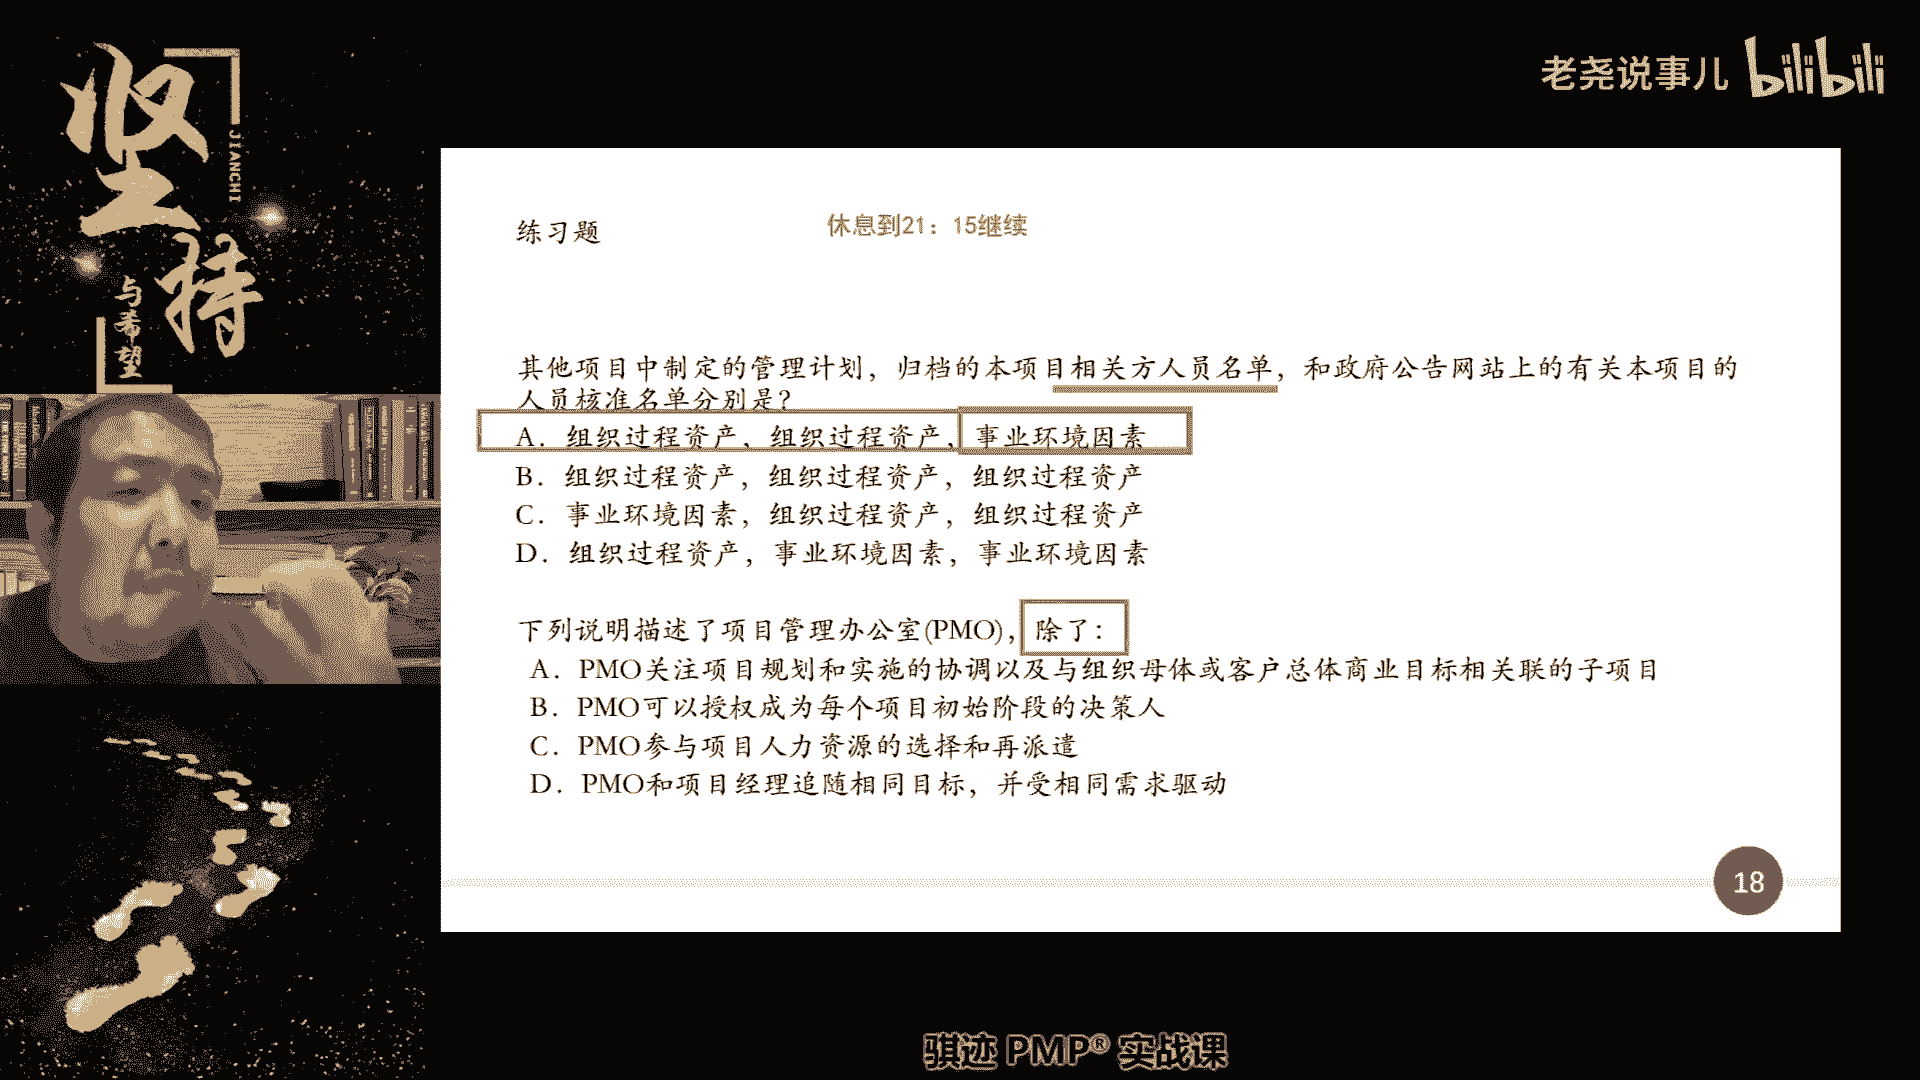 坚持
JIANCHI
与希望
老尧说事儿 bilibili
练习题
休息到21：15继续
其他项目中制定的管理计划，归档的本项目相关方人员名单，和政府公告网站上的有关本项目的
人员核准名单分别是？
A．组织过程资产，组织过程资产，事业环境因素
B．组织过程资产，组织过程资产，组织过程资产
C．事业环境因素，组织过程资产，组织过程资产
D．组织过程资产，事业环境因素，事业环境因素
下列说明描述了项目管理办公室(PMO)，除了：
A．PMO关注项目规划和实施的协调以及与组织母体或客户总体商业目标相关联的子项目
B．PMO可以授权成为每个项目初始阶段的决策人
C．PMO参与项目人力资源的选择和再派遣
D．PMO和项目经理追随相同目标，并受相同需求驱动
18
骐迹 PMP® 实战课